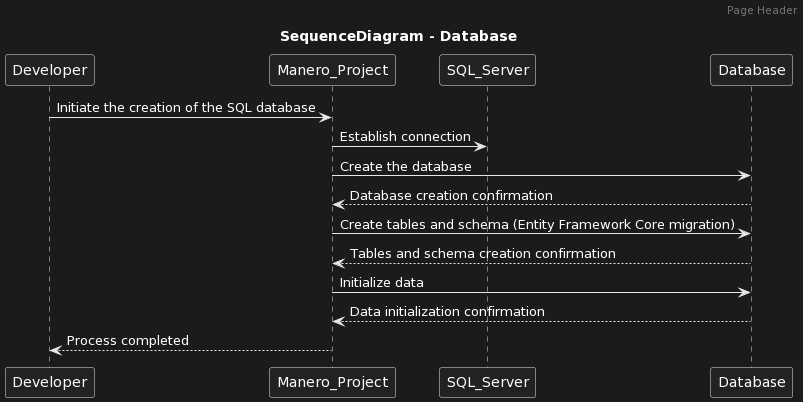 Page Header
SequenceDiagram - Database
Developer
Manero_Project
SQL_Server
Database
Initiate the creation of the SQL database
Establish connection
Create the database
Database creation confirmation
Create tables and schema (Entity Framework Core migration)
Tables and schema creation confirmation
Initialize data
Data initialization confirmation
Process completed
Developer
Manero_Project
SQL_Server
Database